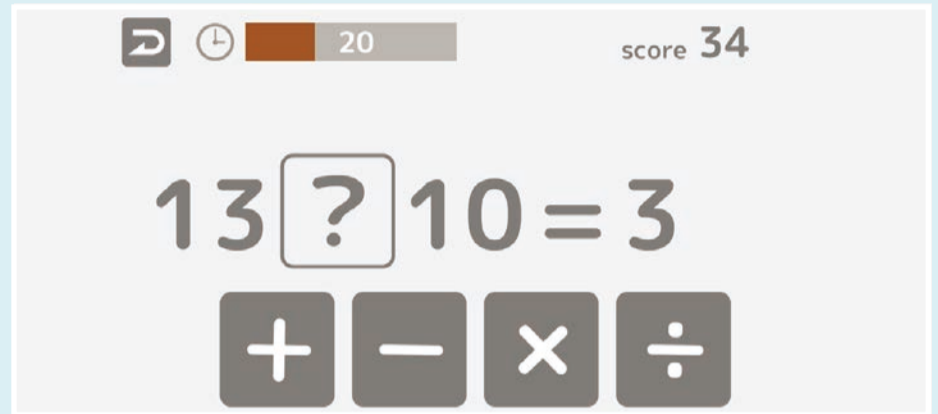 20 score 34
13 ? 10 = 3
+ − × ÷